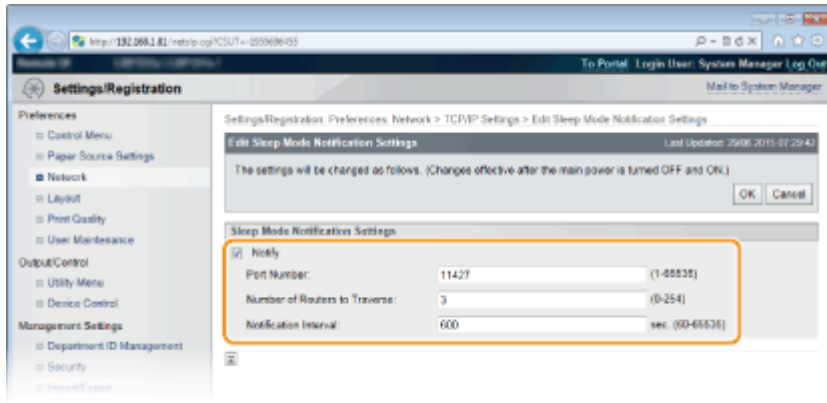 http://192.168.1.81/netslp.cgi?CSUT=-1955696455
To Portal Login User: System Manager Log Out
Settings/Registration
Mail to System Manager
Preferences
Control Menu
Paper Source Settings
Network
Layout
Print Quality
User Maintenance
Output/Control
Utility Menu
Device Control
Management Settings
Department ID Management
Security
Import/Export
Settings/Registration: Preferences: Network > TCP/IP Settings > Edit Sleep Mode Notification Settings
Edit Sleep Mode Notification Settings
Last Updated: 29/06 2015 07:29:42
The settings will be changed as follows. (Changes effective after the main power is turned OFF and ON.)
OK Cancel
Sleep Mode Notification Settings
Notify
Port Number: 11427 (1-65535)
Number of Routers to Traverse: 3 (0-254)
Notification Interval: 600 sec. (60-65535)